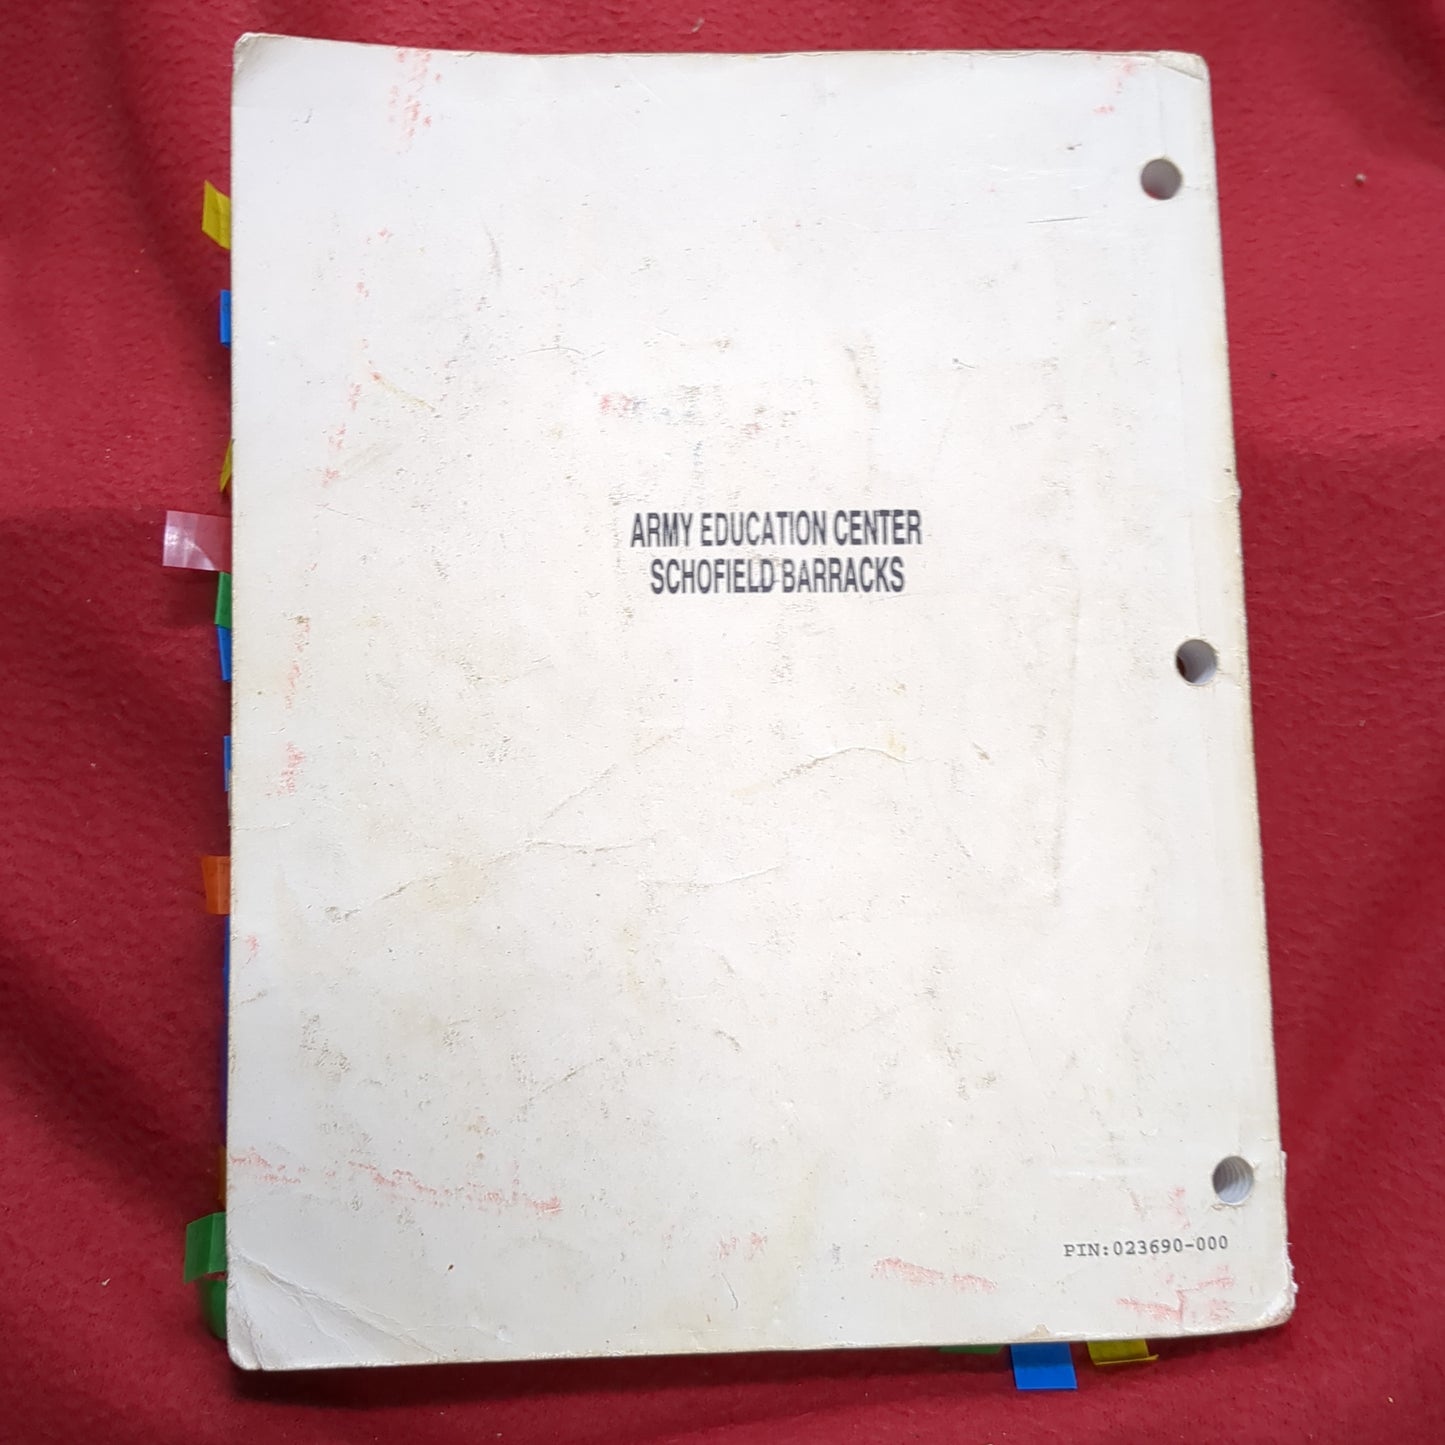 ARMY EDUCATION CENTER
SCHOFIELD BARRACKS
PIN:023690-000